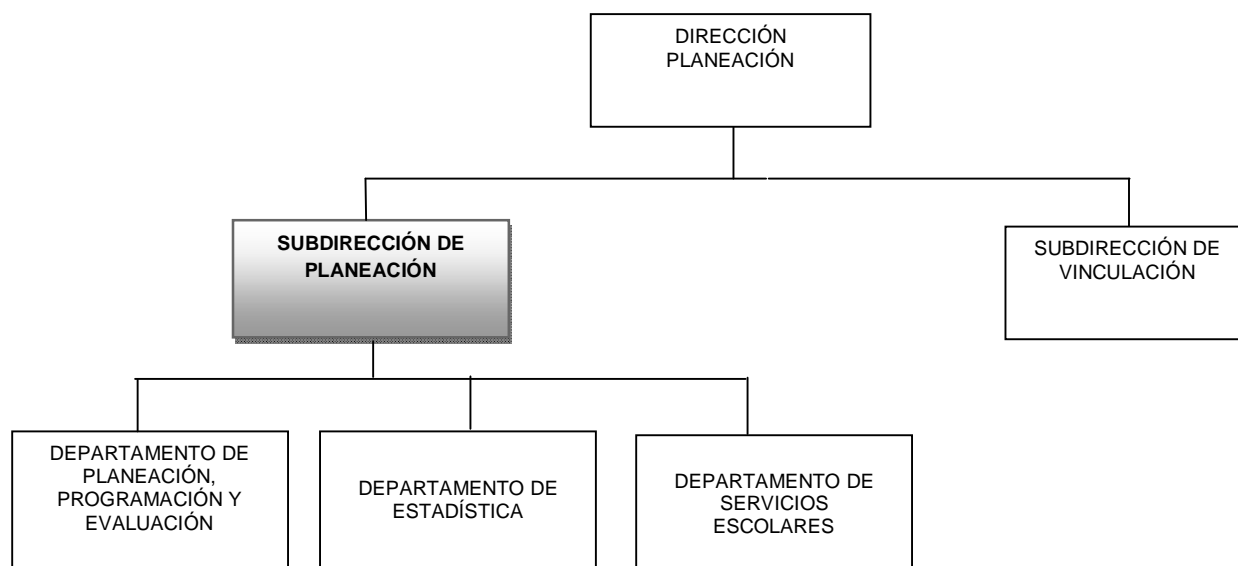 DIRECCIÓN
PLANEACIÓN
SUBDIRECCIÓN DE
PLANEACIÓN
SUBDIRECCIÓN DE
VINCULACIÓN
DEPARTAMENTO DE
PLANEACIÓN,
PROGRAMACIÓN Y
EVALUACIÓN
DEPARTAMENTO DE
ESTADÍSTICA
DEPARTAMENTO DE
SERVICIOS
ESCOLARES